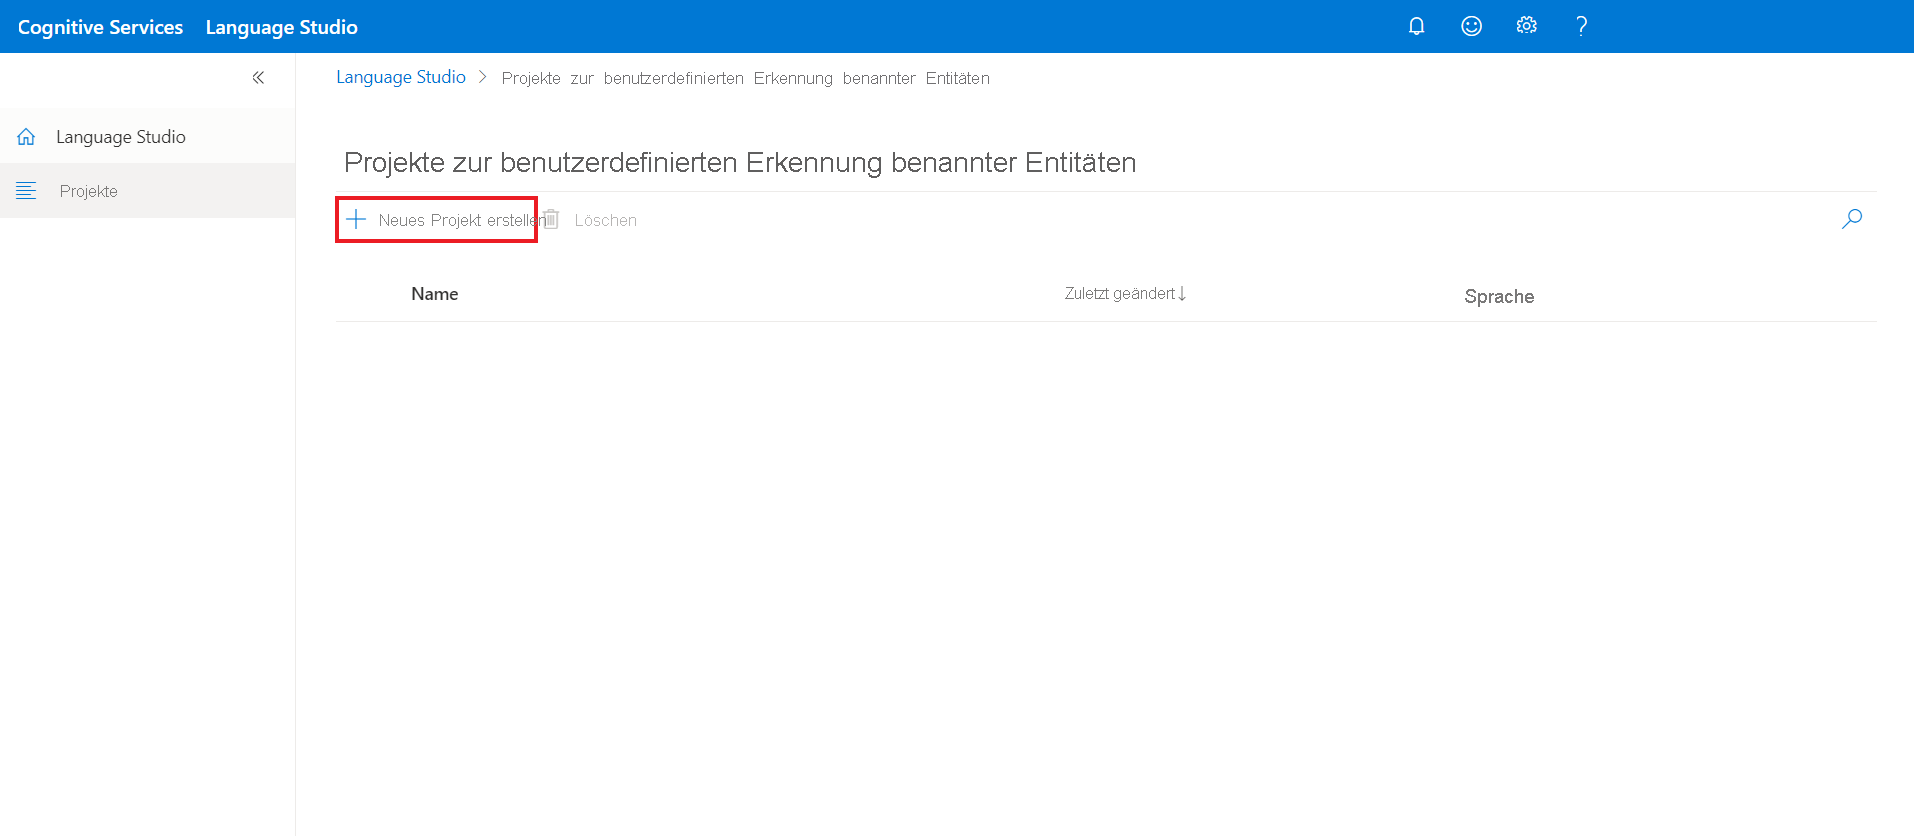 Cognitive Services Language Studio
Language Studio > Projekte zur benutzerdefinierten Erkennung benannter Entitäten
Language Studio
Projekte
Projekte zur benutzerdefinierten Erkennung benannter Entitäten
Neues Projekt erstellen Löschen
Name Zuletzt geändert↓ Sprache